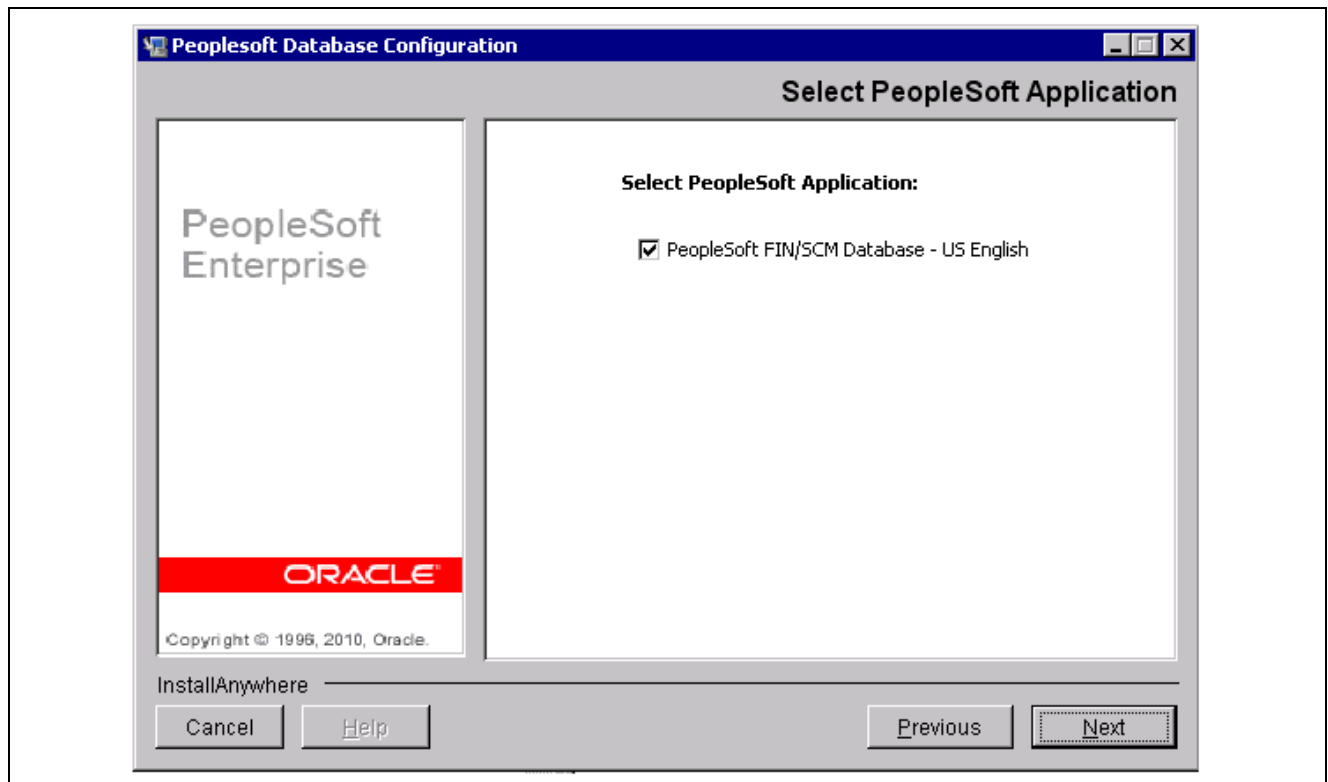 Peoplesoft Database Configuration
Select PeopleSoft Application
PeopleSoft
Enterprise
ORACLE
Copyright © 1996, 2010, Oracle.
Select PeopleSoft Application:
PeopleSoft FIN/SCM Database - US English
InstallAnywhere
Cancel Help Previous Next